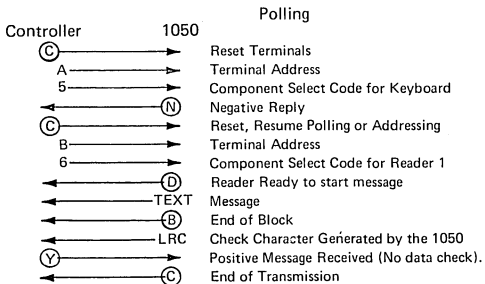 Polling
Controller 1050
C Reset Terminals
A Terminal Address
5 Component Select Code for Keyboard
N Negative Reply
C Reset, Resume Polling or Addressing
B Terminal Address
6 Component Select Code for Reader 1
D Reader Ready to start message
TEXT Message
B End of Block
LRC Check Character Generated by the 1050
Y Positive Message Received (No data check).
C End of Transmission